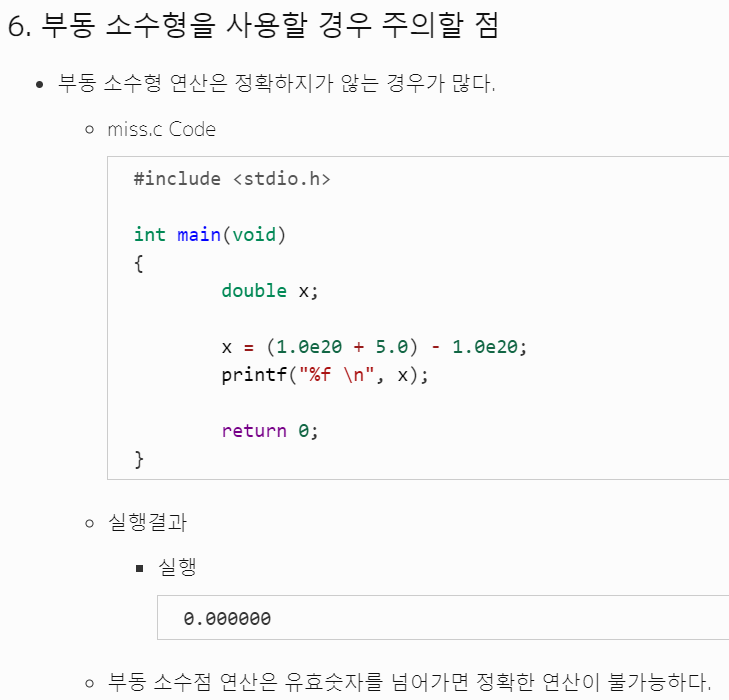 6. 부동 소수형을 사용할 경우 주의할 점
부동 소수형 연산은 정확하지가 않는 경우가 많다.
miss.c Code
#include <stdio.h>
int main(void)
{
double x;
x = (1.0e20 + 5.0) - 1.0e20;
printf("%f \n", x);
return 0;
}
실행결과
실행
0.000000
부동 소수점 연산은 유효숫자를 넘어가면 정확한 연산이 불가능하다.